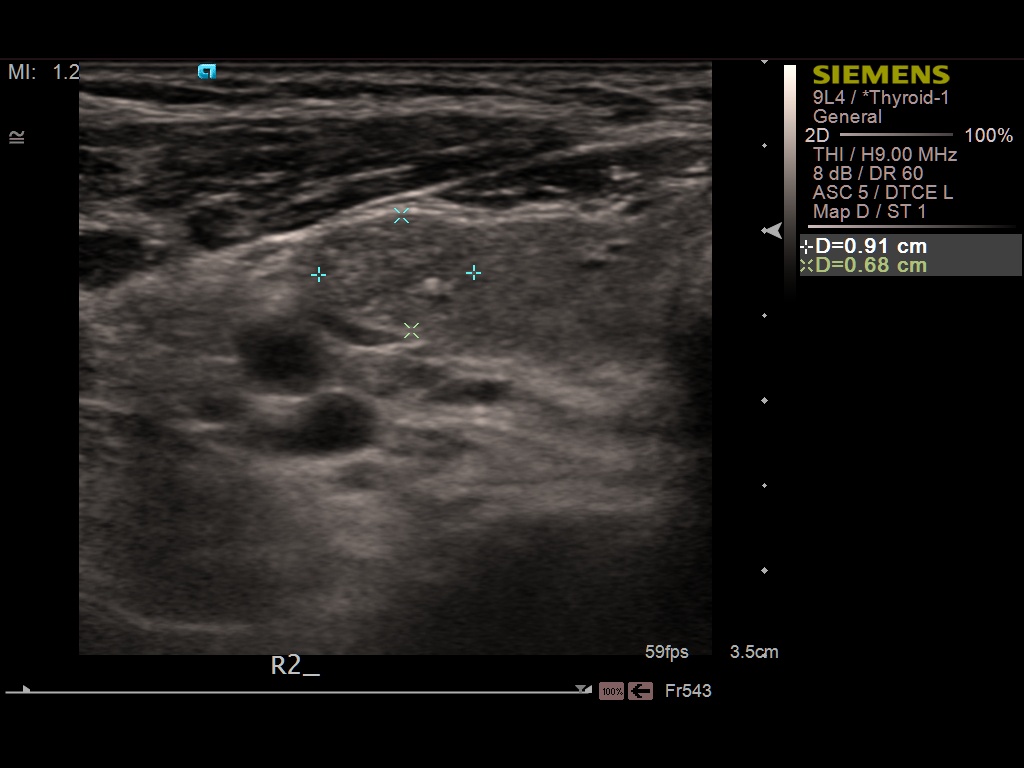 MI: 1.2
SIEMENS
9L4 / *Thyroid-1
General
2D 100%
THI / H9.00 MHz
8 dB / DR 60
ASC 5 / DTCE L
Map D / ST 1
D=0.91 cm
D=0.68 cm
59fps 3.5cm
R2_
100% Fr543